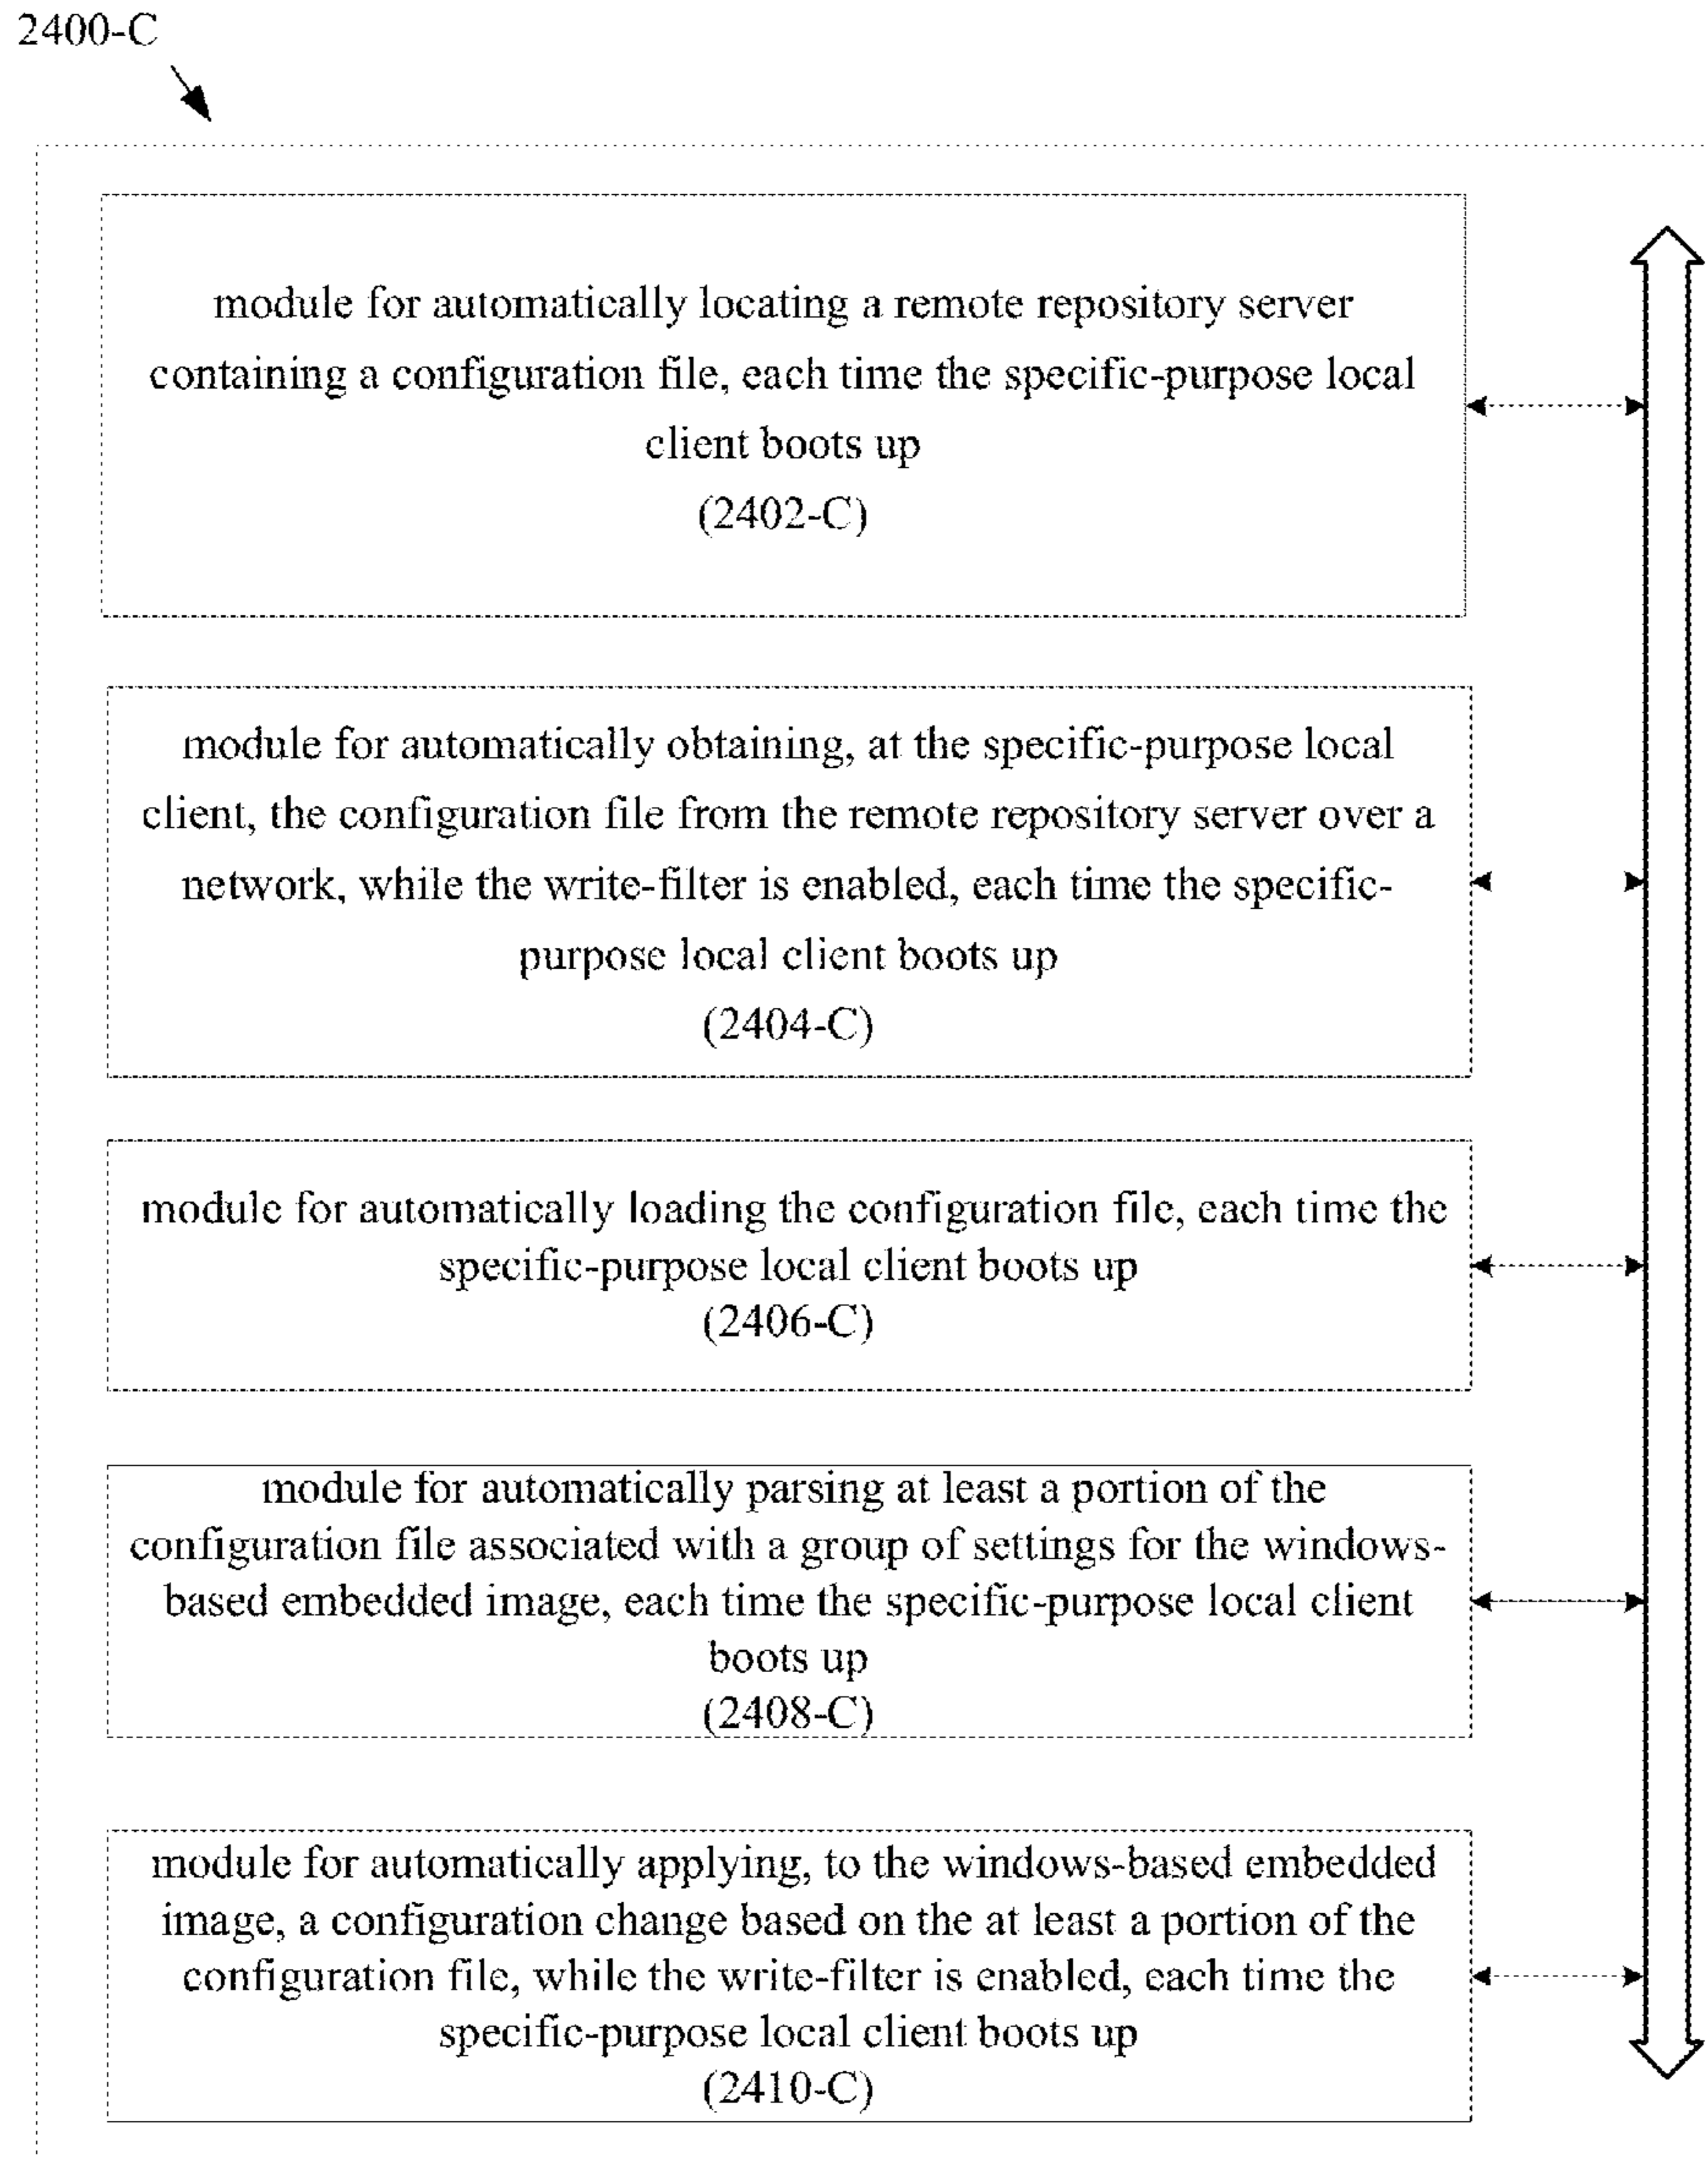 2400-C
module for automatically locating a remote repository server
containing a configuration file, each time the specific-purpose local
client boots up
(2402-C)
module for automatically obtaining, at the specific-purpose local
client, the configuration file from the remote repository server over a
network, while the write-filter is enabled, each time the specific-
purpose local client boots up
(2404-C)
module for automatically loading the configuration file, each time the
specific-purpose local client boots up
(2406-C)
module for automatically parsing at least a portion of the
configuration file associated with a group of settings for the windows-
based embedded image, each time the specific-purpose local client
boots up
(2408-C)
module for automatically applying, to the windows-based embedded
image, a configuration change based on the at least a portion of the
configuration file, while the write-filter is enabled, each time the
specific-purpose local client boots up
(2410-C)